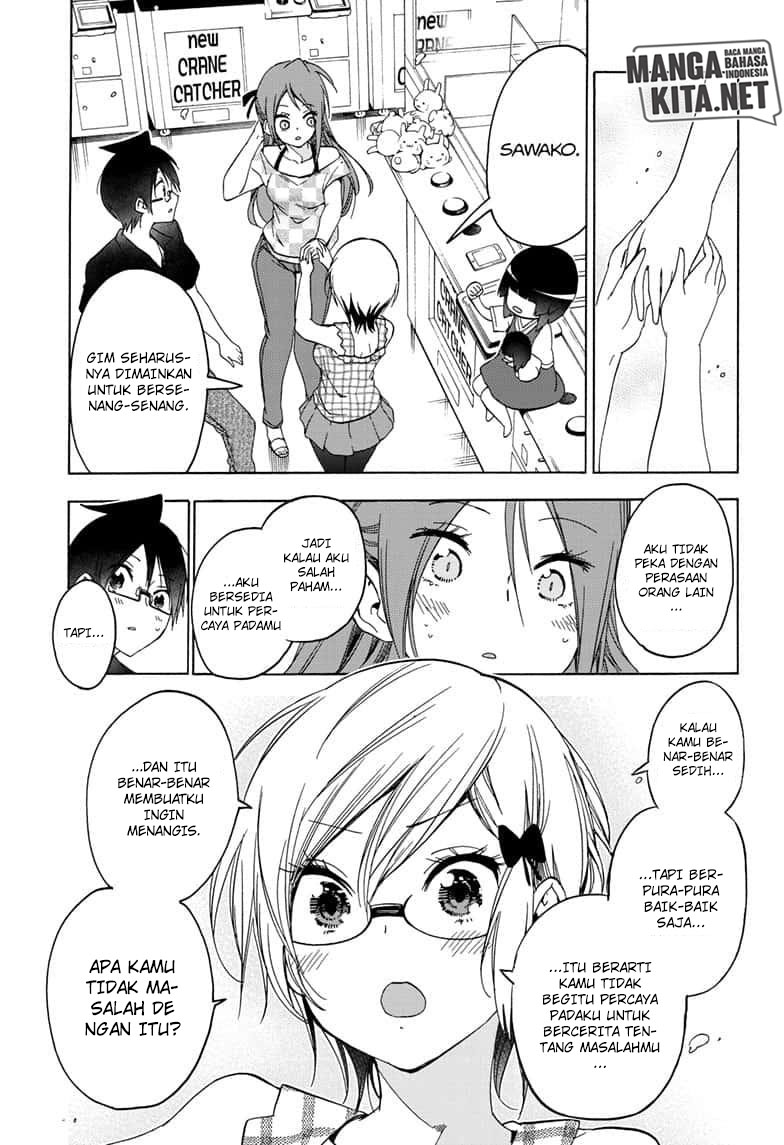 MANGA
KITA.NET
BACA MANGA
BAHASA
INDONESIA
SAWAKO.
new
CRANE
CATCHER
new
CRANE
CRANE
CATCHER
GIM SEHARUS-
NYA DIMAINKAN
UNTUK BERSE-
NANG-SENANG.
AKU TIDAK
PEKA DENGAN
PERASAAN
ORANG LAIN
...
JADI
KALAU AKU
SALAH
PAHAM...
...AKU
BERSEDIA
UNTUK PER-
CAYA PADAMU
TAPI...
KALAU
KAMU BE-
NAR-BENAR
SEDIH...
...TAPI BER-
PURA-PURA
BAIK-BAIK
SAJA...
...ITU BERARTI
KAMU TIDAK
BEGITU PERCAYA
PADAKU UNTUK
BERCERITA TEN-
TANG MASALAHMU
...
...DAN ITU
BENAR-BENAR
MEMBUATKU
INGIN
MENANGIS.
APA KAMU
TIDAK MA-
SALAH DE
NGAN ITU?